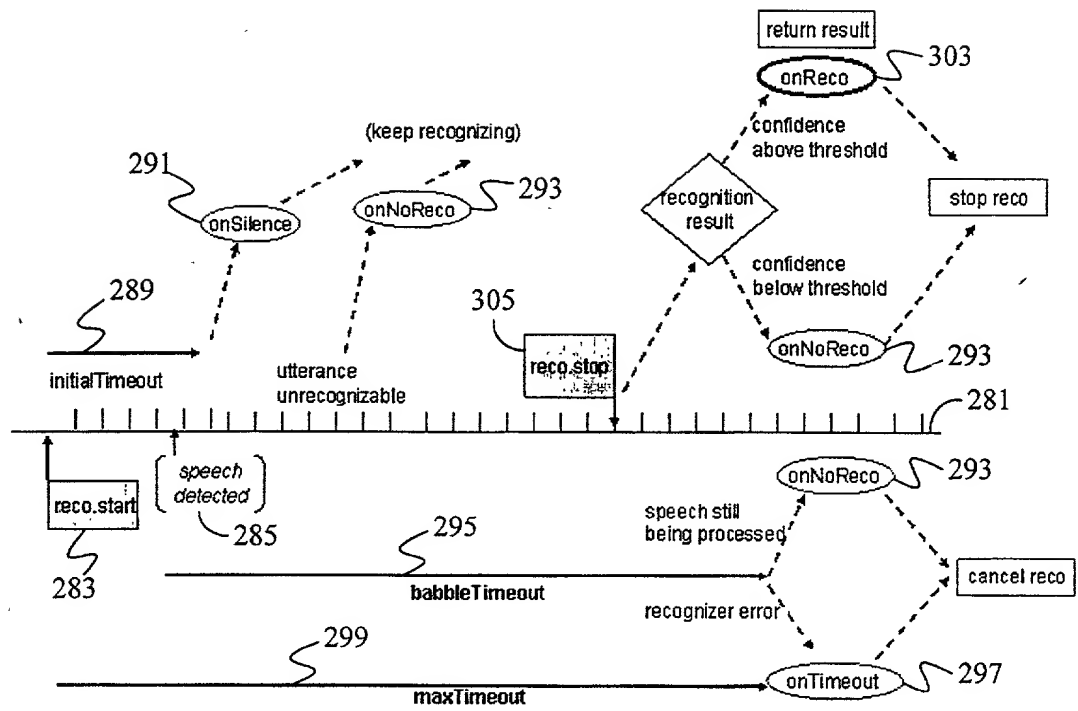 return result
onReco
303
confidence
above threshold
(keep recognizing)
291
onSilence
onNoReco
293
recognition
result
stop reco
confidence
below threshold
289
305
initialTimeout
utterance
unrecognizable
reco.stop
onNoReco
293
281
reco.start
283
speech
detected
285
onNoReco
293
speech still
being processed
295
babbleTimeout
cancel reco
recognizer error
299
maxTimeout
onTimeout
297